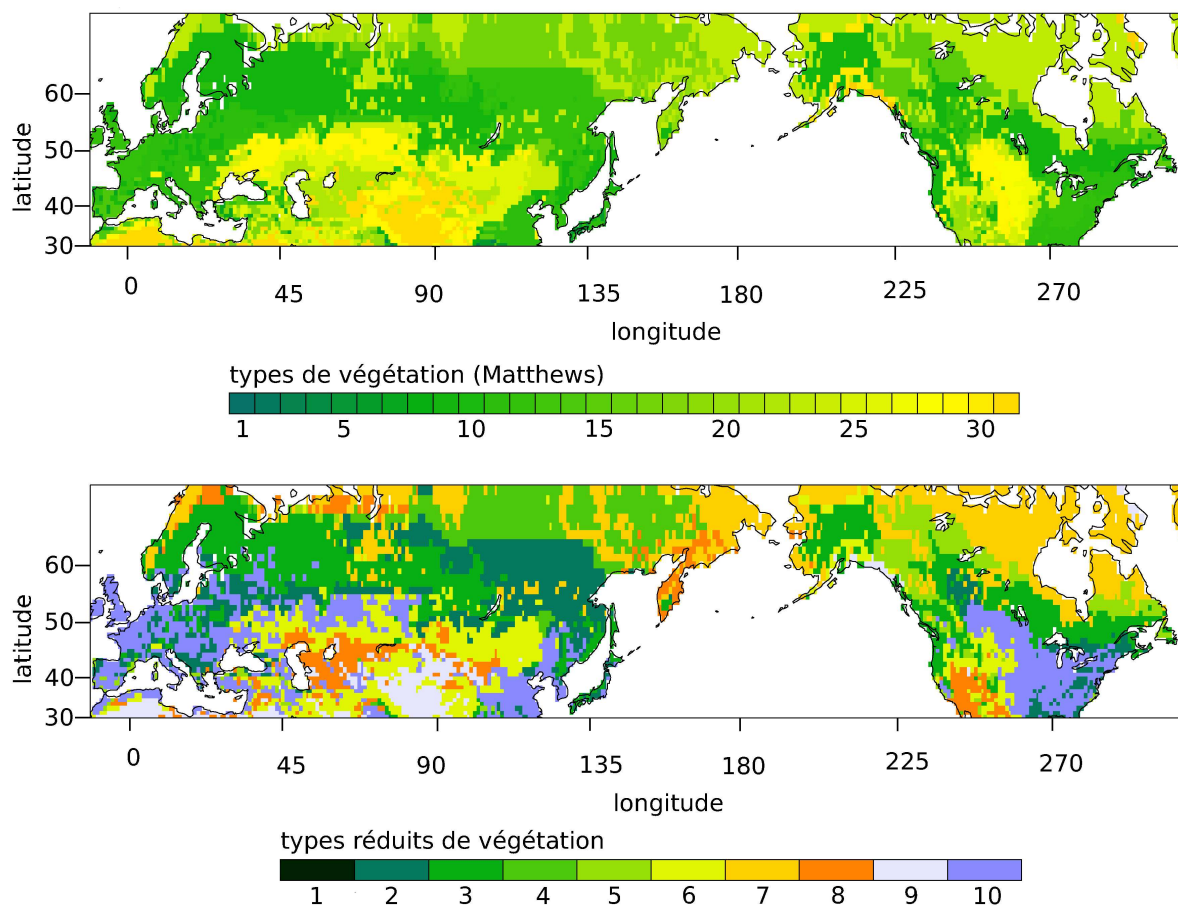 60
50
40
30
latitude
0 45 90 135 180 225 270
longitude
types de végétation (Matthews)
1 5 10 15 20 25 30
60
50
40
30
latitude
0 45 90 135 180 225 270
longitude
types réduits de végétation
1 2 3 4 5 6 7 8 9 10